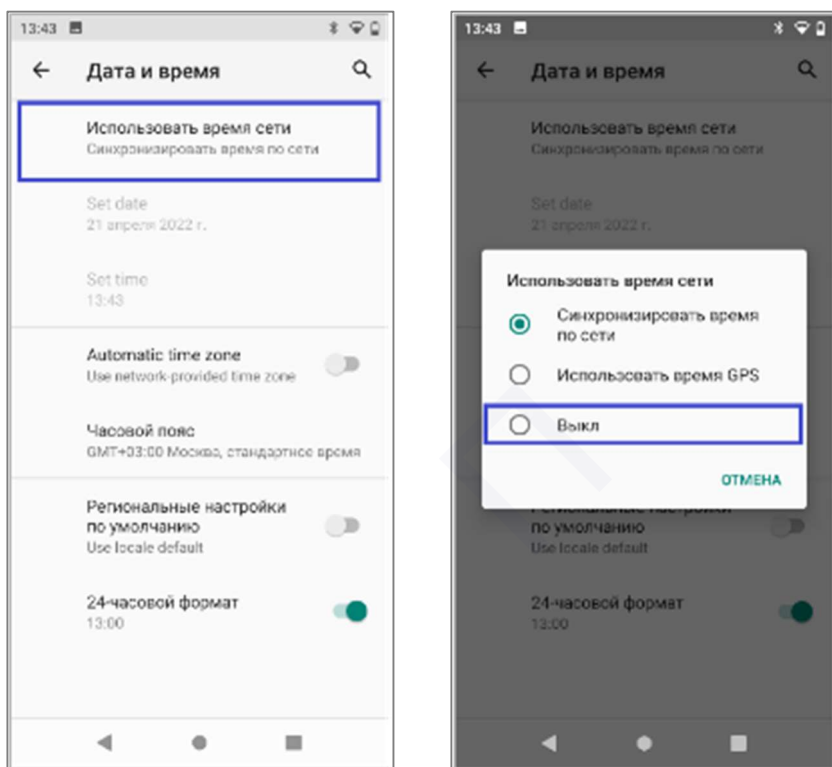 13:43
Дата и время
Использовать время сети
Синхронизировать время по сети
Set date
21 апреля 2022 г.
Set time
13:43
Automatic time zone
Use network-provided time zone
Часовой пояс
GMT+03:00 Москва, стандартное время
Региональные настройки
по умолчанию
Use locale default
24-часовой формат
13:00
13:43
Дата и время
Использовать время сети
Синхронизировать время по сети
Set date
21 апреля 2022 г.
Использовать время сети
Синхронизировать время
по сети
Использовать время GPS
Выкл
ОТМЕНА
Региональные настройки
по умолчанию
Use locale default
24-часовой формат
13:00